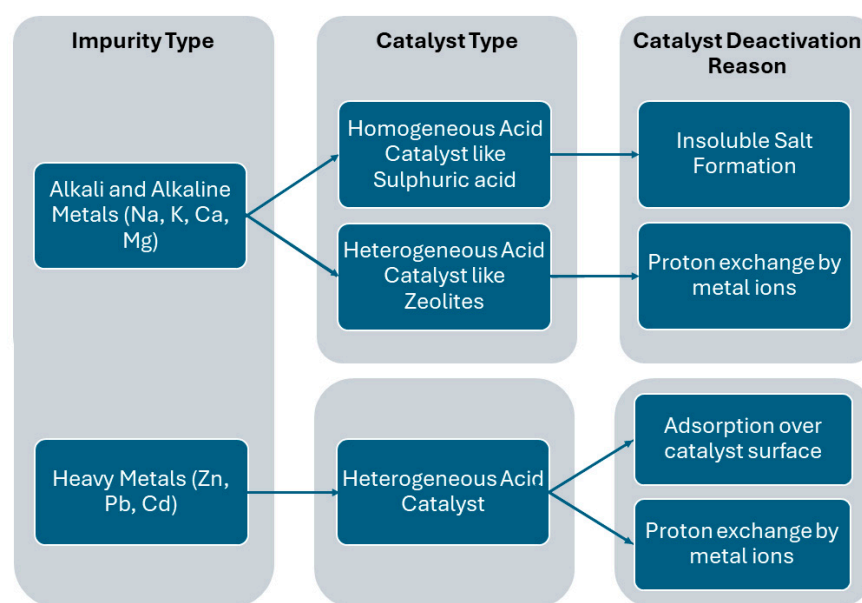 Impurity Type
Catalyst Type
Catalyst Deactivation
Reason
Alkali and Alkaline
Metals (Na, K, Ca,
Mg)
Homogeneous Acid
Catalyst like
Sulphuric acid
Insoluble Salt
Formation
Heterogeneous Acid
Catalyst like
Zeolites
Proton exchange by
metal ions
Heavy Metals (Zn,
Pb, Cd)
Heterogeneous Acid
Catalyst
Adsorption over
catalyst surface
Proton exchange by
metal ions